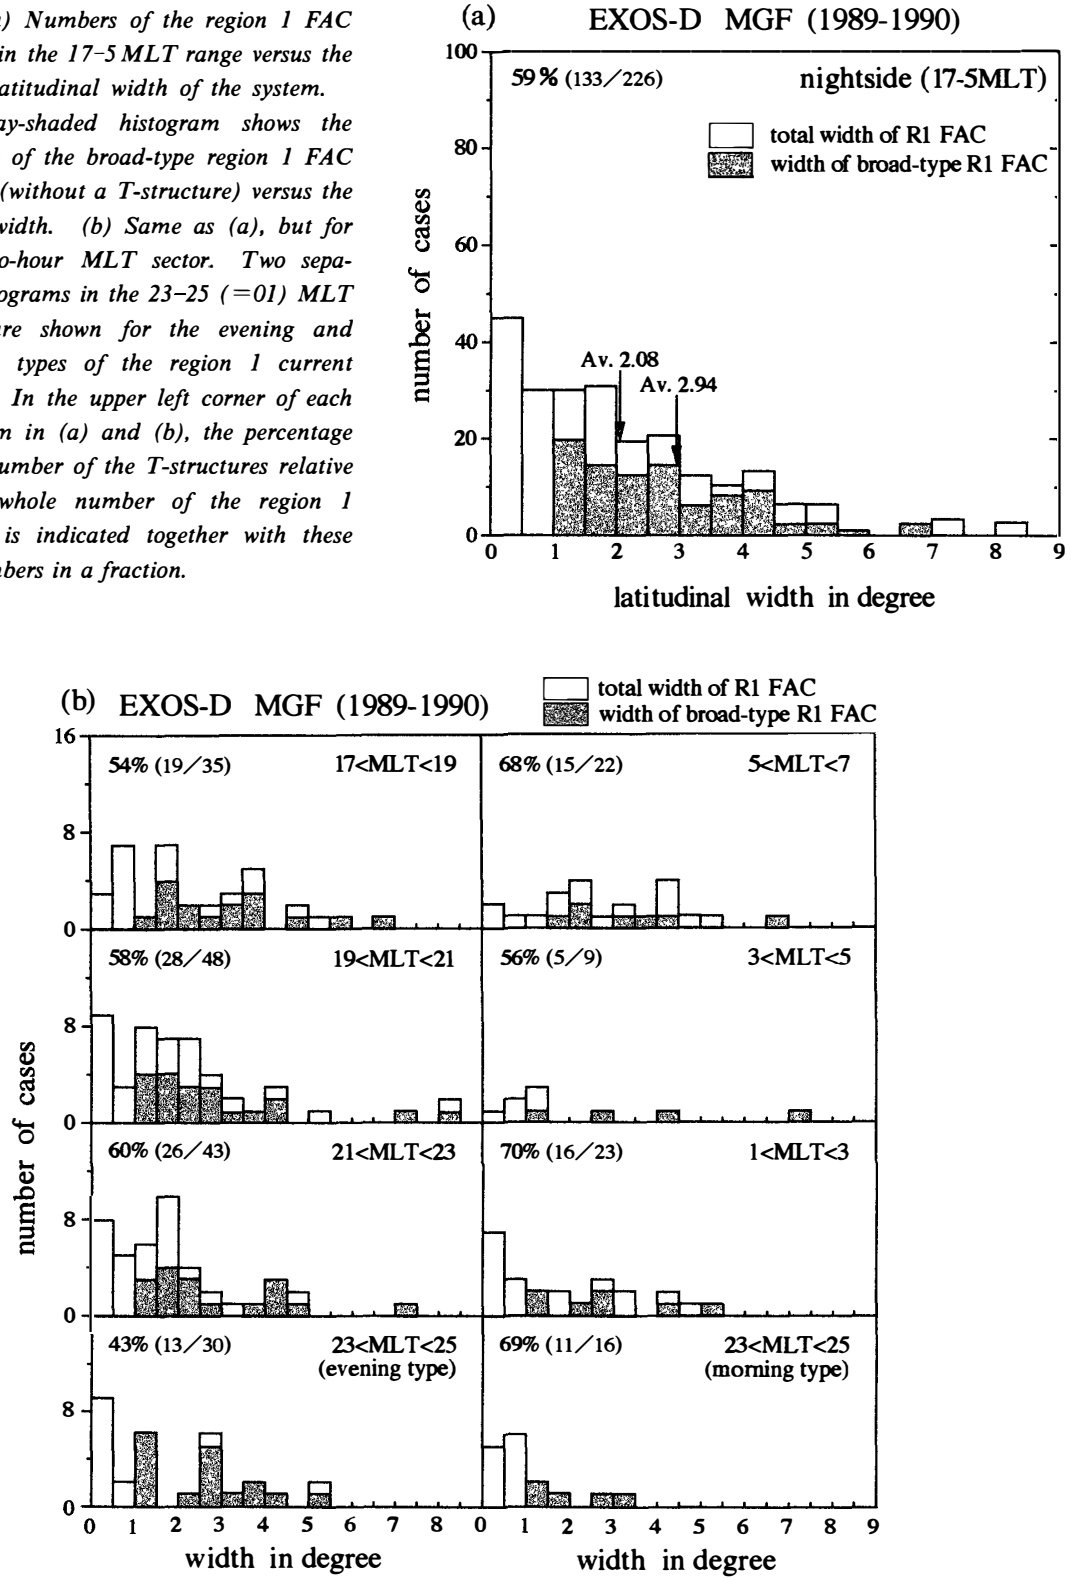 ) Numbers of the region 1 FAC
in the 17-5 MLT range versus the
atitudinal width of the system.
ay-shaded histogram shows the
of the broad-type region 1 FAC
(without a T-structure) versus the
width. (b) Same as (a), but for
o-hour MLT sector. Two sepa-
ograms in the 23-25 (=01) MLT
are shown for the evening and
types of the region 1 current
In the upper left corner of each
m in (a) and (b), the percentage
umber of the T-structures relative
whole number of the region 1
is indicated together with these
nbers in a fraction.
(a) EXOS-D MGF (1989-1990)
100
80
60
40
20
0
number of cases
59% (133/226) nightside (17-5MLT)
total width of R1 FAC
width of broad-type R1 FAC
Av. 2.08
Av. 2.94
0 1 2 3 4 5 6 7 8 9
latitudinal width in degree
(b) EXOS-D MGF (1989-1990)
total width of R1 FAC
width of broad-type R1 FAC
number of cases
16
8
0
54% (19/35) 17<MLT<19
68% (15/22) 5<MLT<7
8
0
58% (28/48) 19<MLT<21
56% (5/9) 3<MLT<5
8
0
60% (26/43) 21<MLT<23
70% (16/23) 1<MLT<3
8
0
43% (13/30) 23<MLT<25
(evening type)
69% (11/16) 23<MLT<25
(morning type)
0 1 2 3 4 5 6 7 8 0 1 2 3 4 5 6 7 8 9
width in degree width in degree